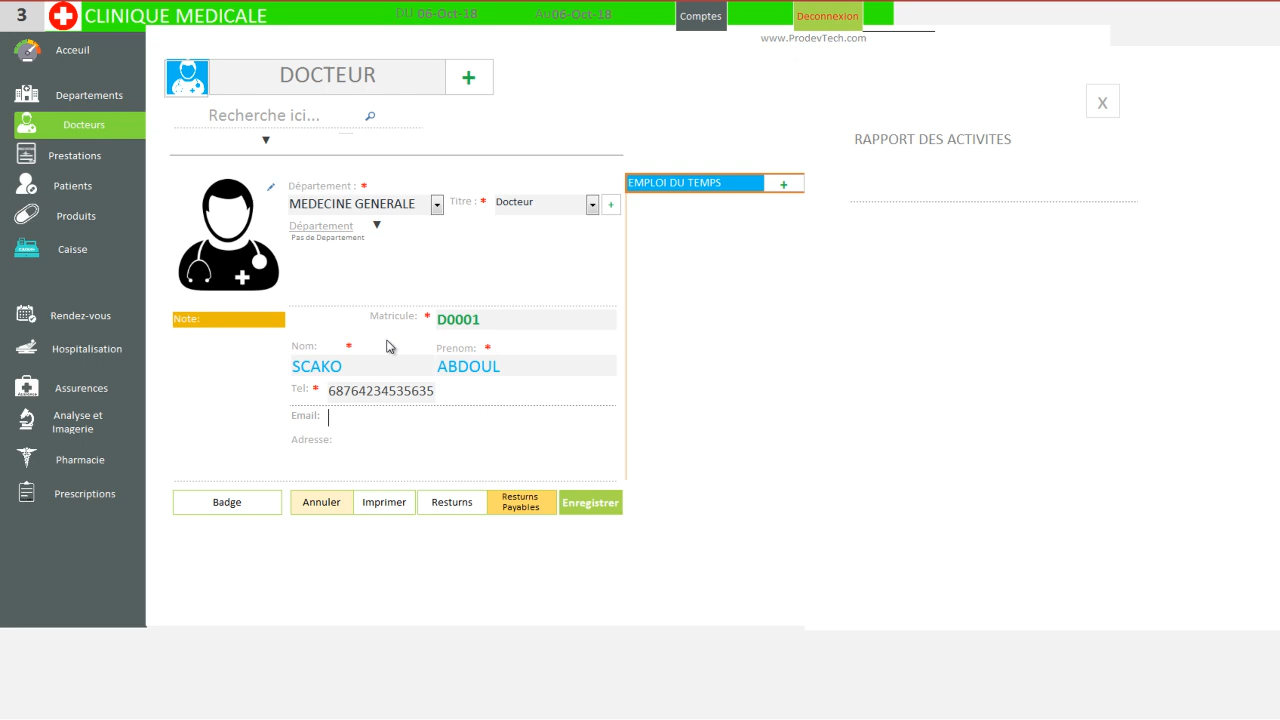 3
CLINIQUE MEDICALE
DU 06-Oct-18
AU06-Oct-18
Comptes
Deconnexion
www.ProdevTech.com
Acceuil
Departements
Docteurs
Prestations
Patients
Produits
Caisse
Rendez-vous
Hospitalisation
Assurences
Analyse et
Imagerie
Pharmacie
Prescriptions
DOCTEUR
+
Recherche ici...
X
RAPPORT DES ACTIVITES
EMPLOI DU TEMPS
+
Département : *
MEDECINE GENERALE
Titre : *
Docteur
+
Département
Pas de Departement
Note:
Matricule: *
D0001
Nom: *
Prenom: *
SCAKO
ABDOUL
Tel: *
68764234535635
Email:
Adresse:
Badge
Annuler
Imprimer
Resturns
Resturns
Payables
Enregistrer